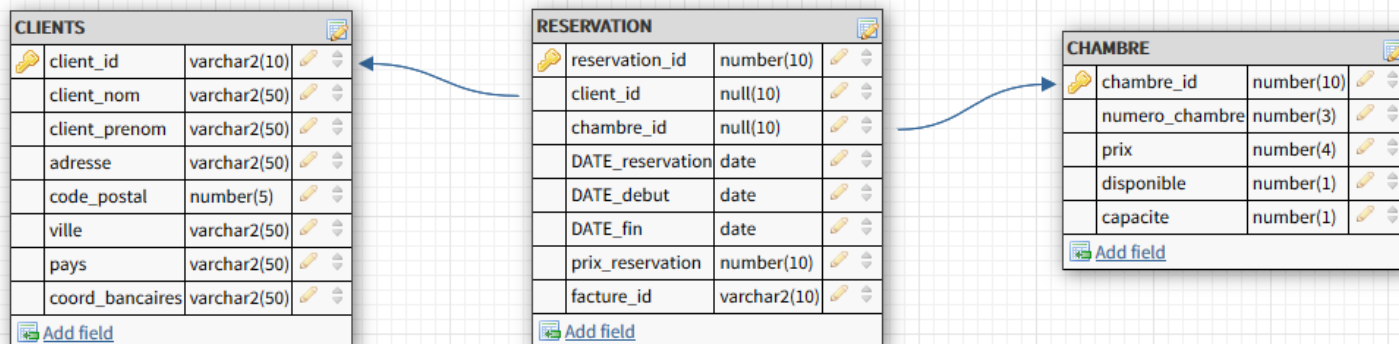 CLIENTS
client_id varchar2(10)
client_nom varchar2(50)
client_prenom varchar2(50)
adresse varchar2(50)
code_postal number(5)
ville varchar2(50)
pays varchar2(50)
coord_bancaires varchar2(50)
Add field
RESERVATION
reservation_id number(10)
client_id null(10)
chambre_id null(10)
DATE_reservation date
DATE_debut date
DATE_fin date
prix_reservation number(10)
facture_id varchar2(10)
Add field
CHAMBRE
chambre_id number(10)
numero_chambre number(3)
prix number(4)
disponible number(1)
capacite number(1)
Add field